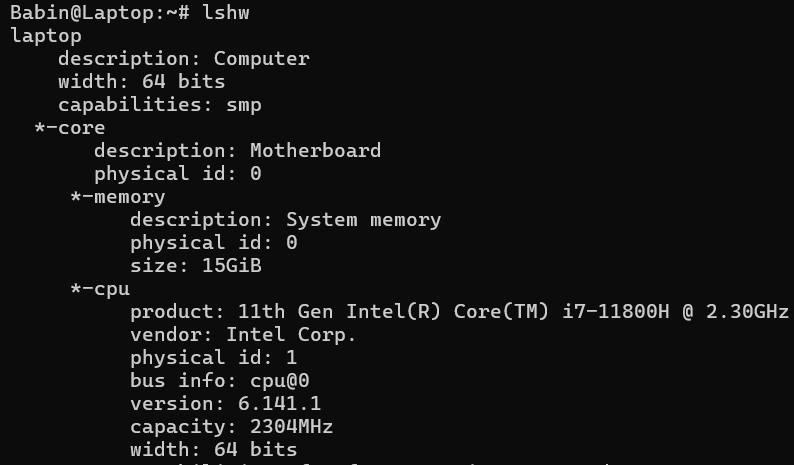 Babin@Laptop:~# lshw
laptop
description: Computer
width: 64 bits
capabilities: smp
*-core
description: Motherboard
physical id: 0
*-memory
description: System memory
physical id: 0
size: 15GiB
*-cpu
product: 11th Gen Intel(R) Core(TM) i7-11800H @ 2.30GHz
vendor: Intel Corp.
physical id: 1
bus info: cpu@0
version: 6.141.1
capacity: 2304MHz
width: 64 bits